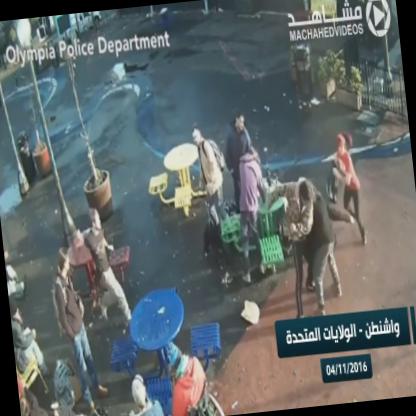 Olympia Police Department
مشاهد
MACHAHEDVIDEOS
واشنطن - الولايات المتحدة
04/11/2016